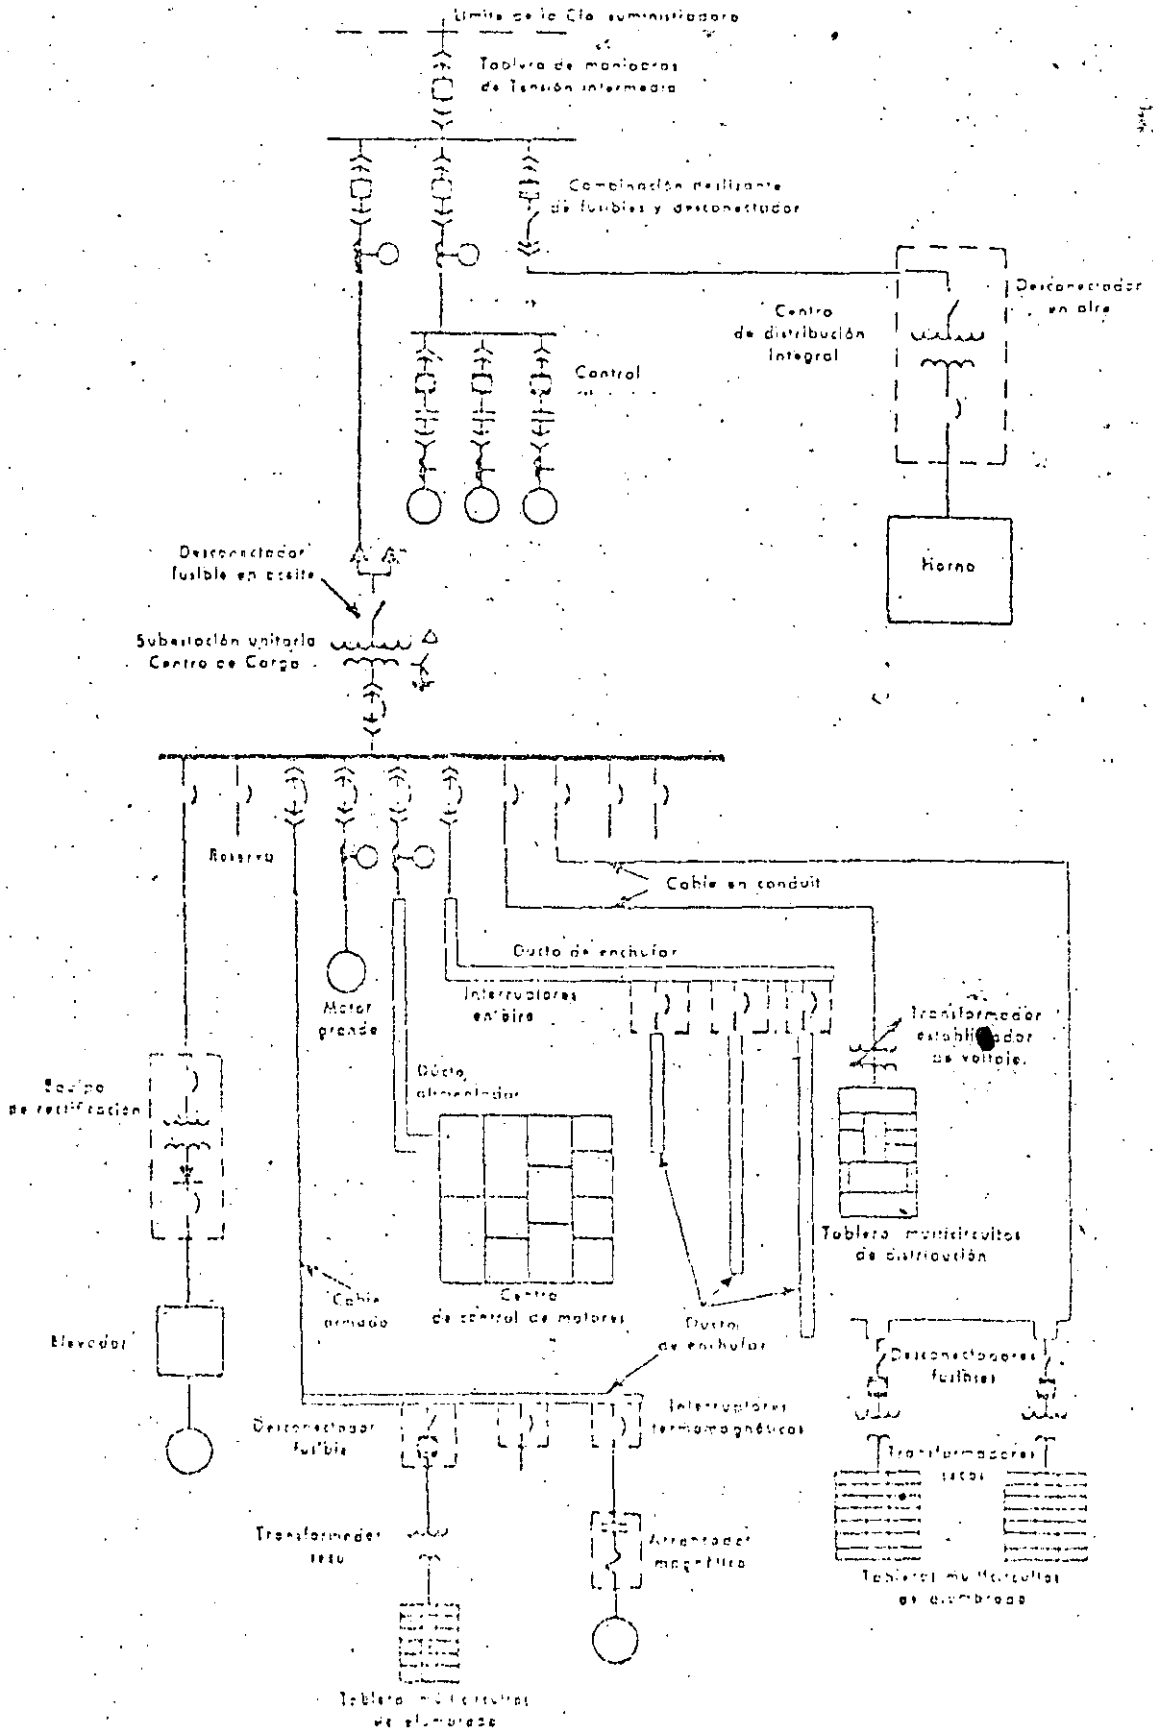 Límite de la Cía suministradora
Tablero de maniobras
de Tensión intermedia
Combinación deslizante
de fusibles y desconectador
Desconectador
en aire
Centro
de distribución
Integral
Control
Horno
Desconectador
fusible en aceite
Subestación unitaria
Centro de Carga
Reserva
Cable en conduit
Ducto de enchufar
Interruptores
en aire
Motor
grande
Transformador
estabilizador
de voltaje
Equipo
de rectificación
Ducto
alimentador
Tablero multicircuitos
de distribución
Cable
armado
Centro
de control de motores
Ductos
de enchufar
Elevador
Desconectadores
fusibles
Desconectador
fusible
Interruptores
termomagnéticos
Transformadores
secos
Transformador
seco
Arrancador
magnético
Tableros multicircuitos
de alumbrado
Tablero multicircuitos
de alumbrado